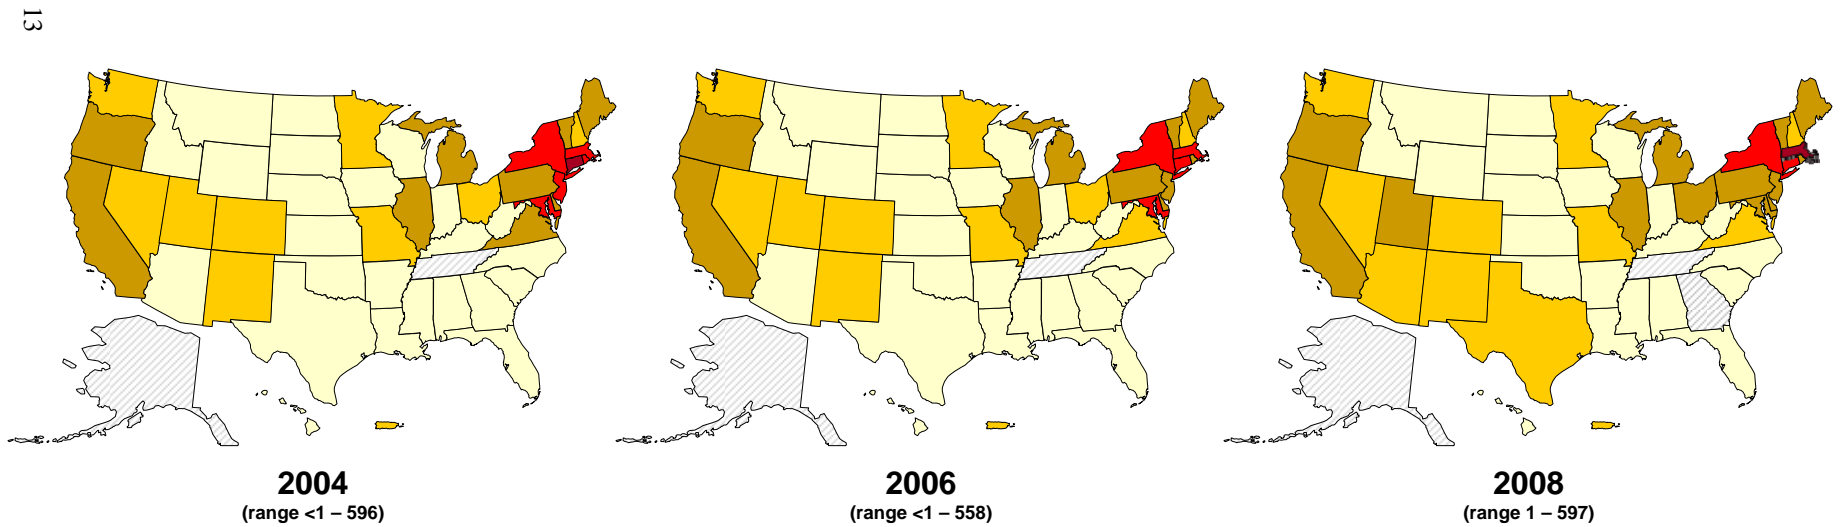 13
2004
(range <1 – 596)
2006
(range <1 – 558)
2008
(range 1 – 597)